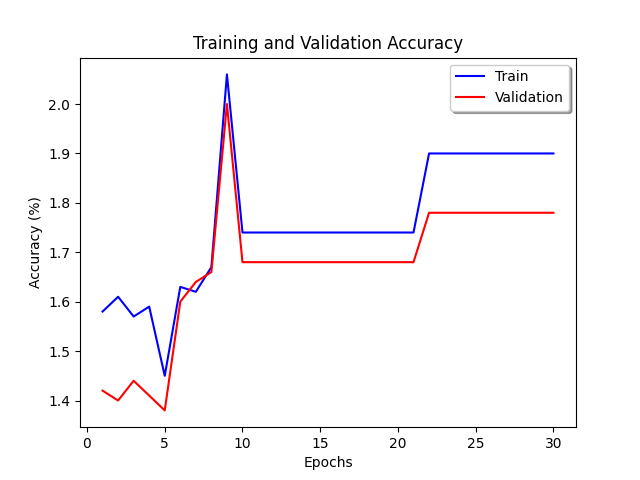 Training and Validation Accuracy
Train
Validation
2.0
1.9
1.8
1.7
1.6
1.5
1.4
Accuracy (%)
0 5 10 15 20 25 30
Epochs